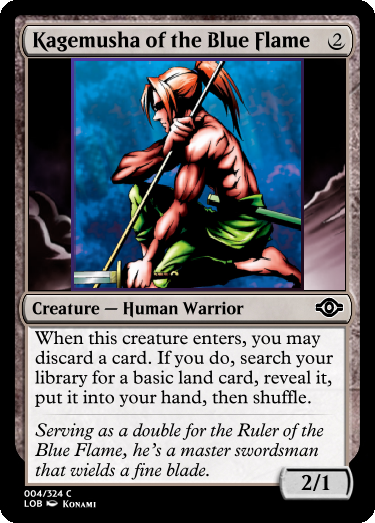 Kagemusha of the Blue Flame 2
Creature — Human Warrior
When this creature enters, you may
discard a card. If you do, search your
library for a basic land card, reveal it,
put it into your hand, then shuffle.
Serving as a double for the Ruler of the
Blue Flame, he's a master swordsman
that wields a fine blade.
2/1
004/324 C
LOB KONAMI